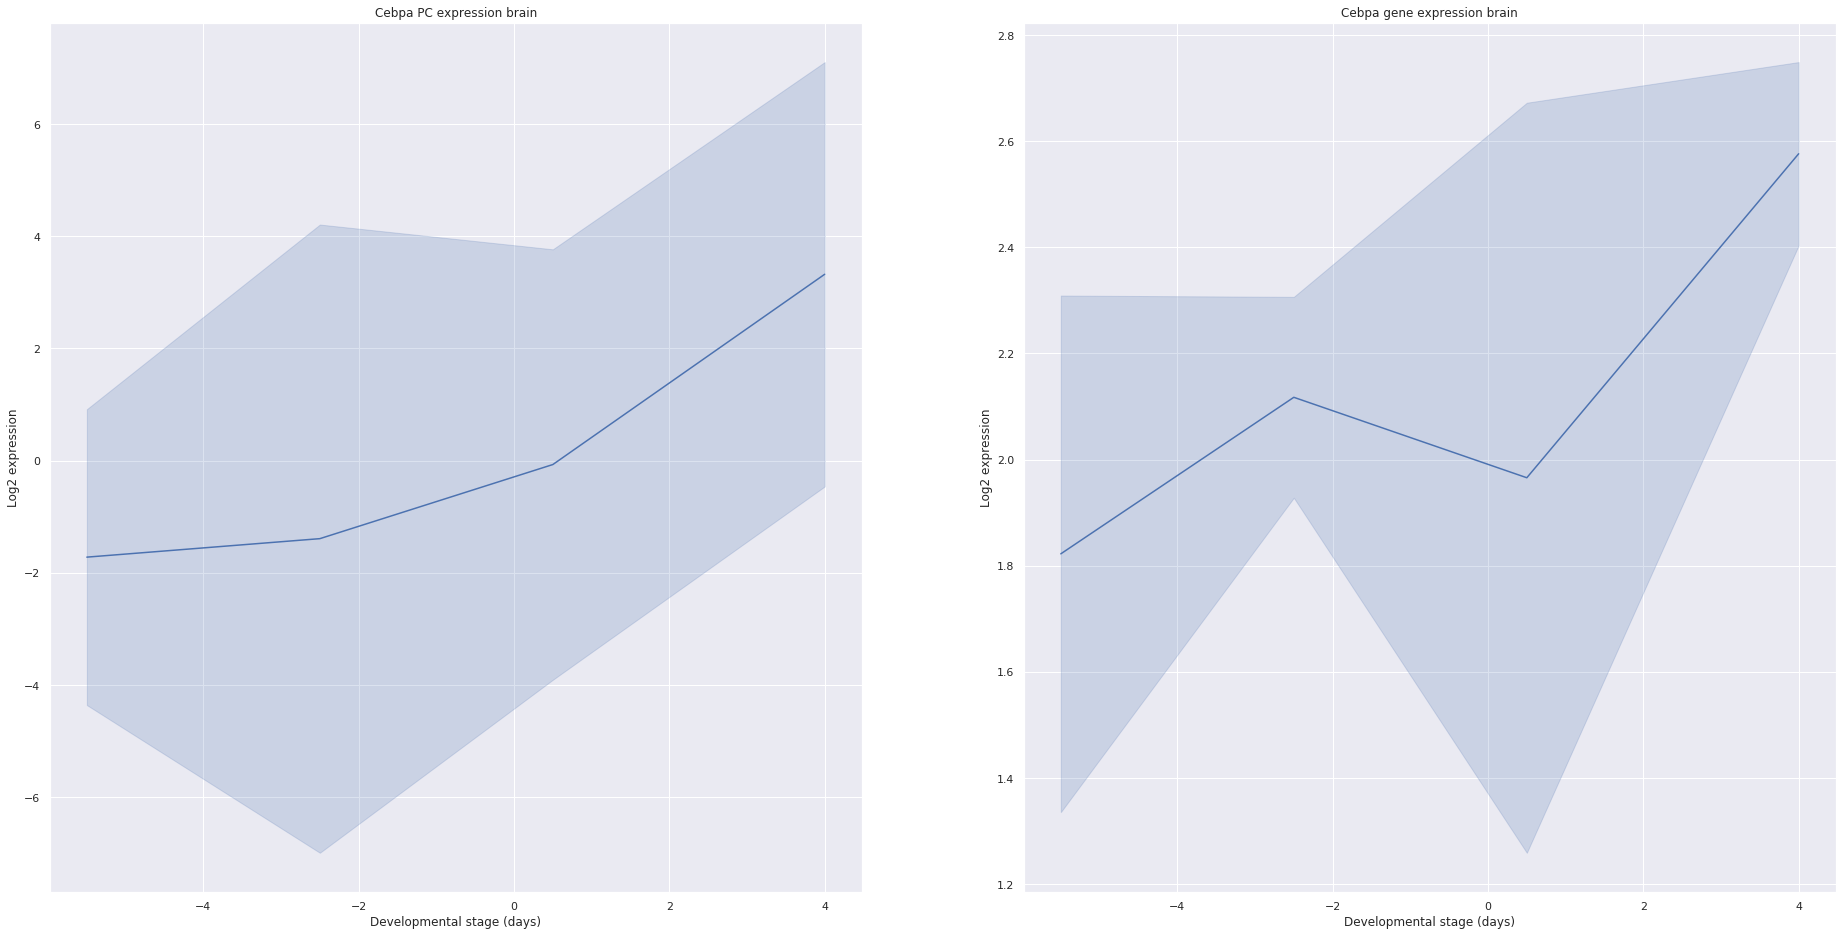 Cebpa PC expression brain
Log2 expression
6
4
2
0
−2
−4
−6
−4 −2 0 2 4
Developmental stage (days)
Cebpa gene expression brain
Log2 expression
2.8
2.6
2.4
2.2
2.0
1.8
1.6
1.4
1.2
−4 −2 0 2 4
Developmental stage (days)